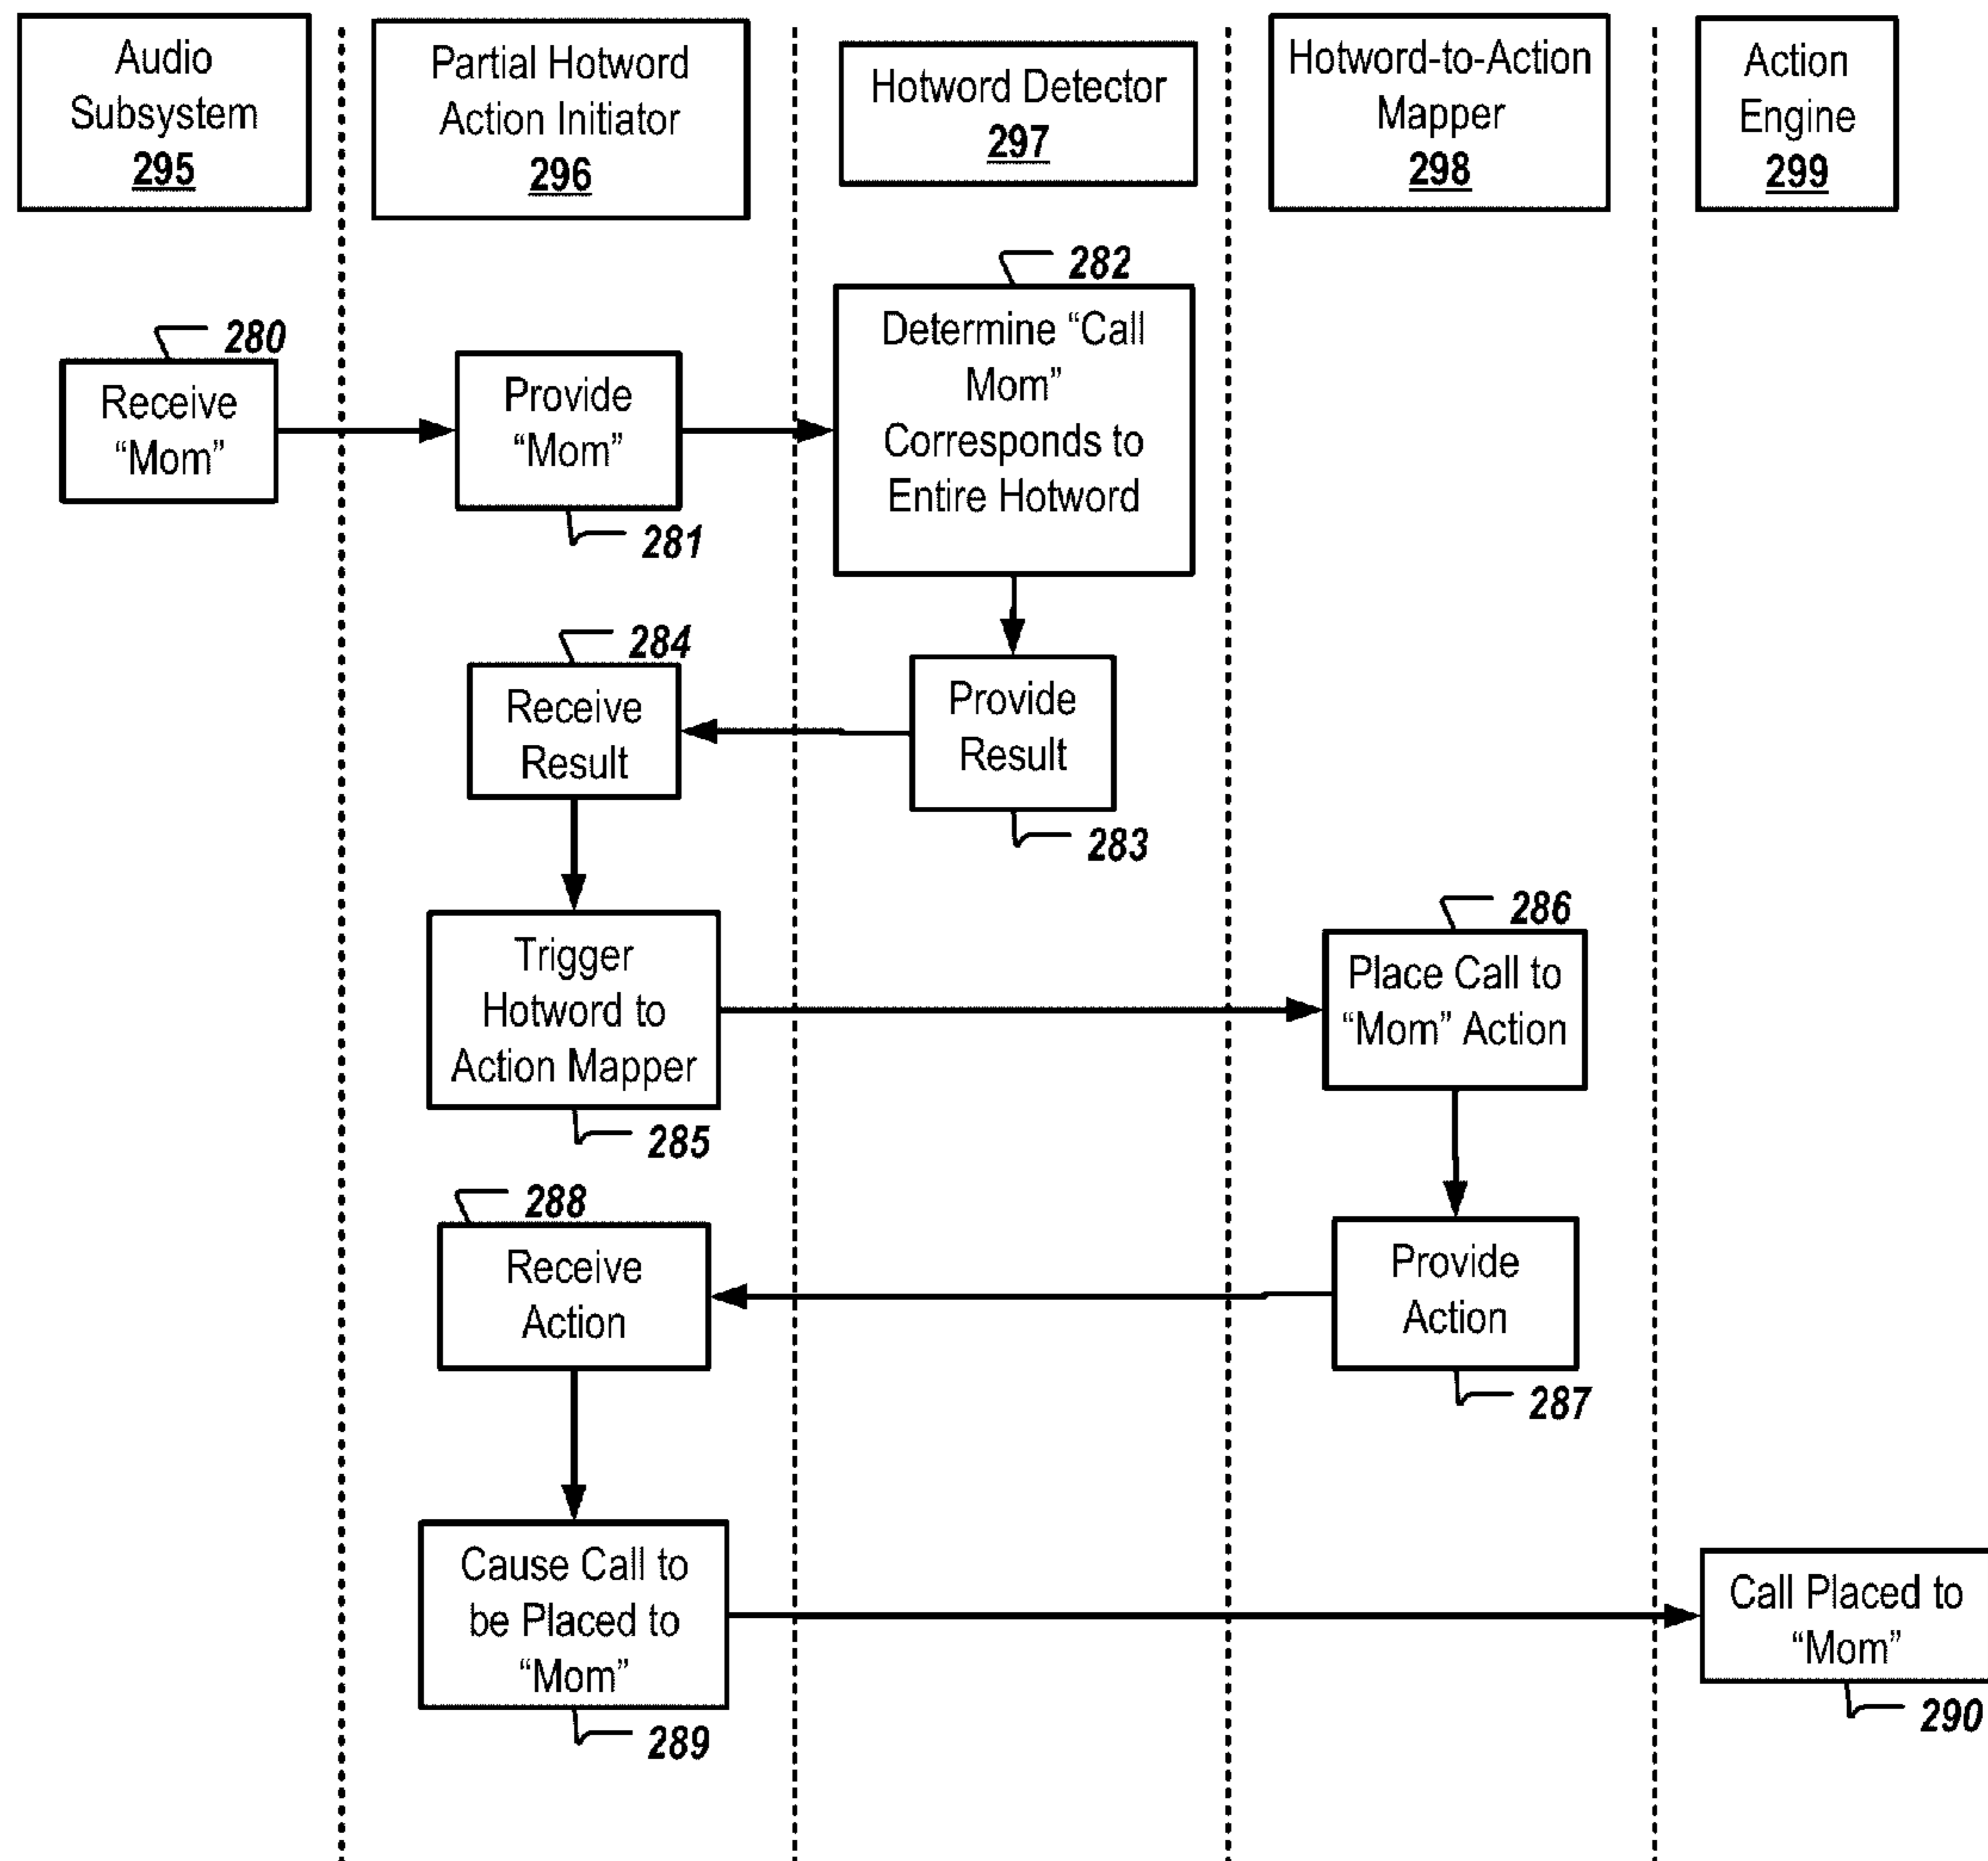 Audio
Subsystem
295
Partial Hotword
Action Initiator
296
Hotword Detector
297
Hotword-to-Action
Mapper
298
Action
Engine
299
280
Receive
“Mom”
Provide
“Mom”
281
282
Determine “Call
Mom”
Corresponds to
Entire Hotword
Provide
Result
283
284
Receive
Result
Trigger
Hotword to
Action Mapper
285
286
Place Call to
“Mom” Action
Provide
Action
287
288
Receive
Action
Cause Call to
be Placed to
“Mom”
289
Call Placed to
“Mom”
290